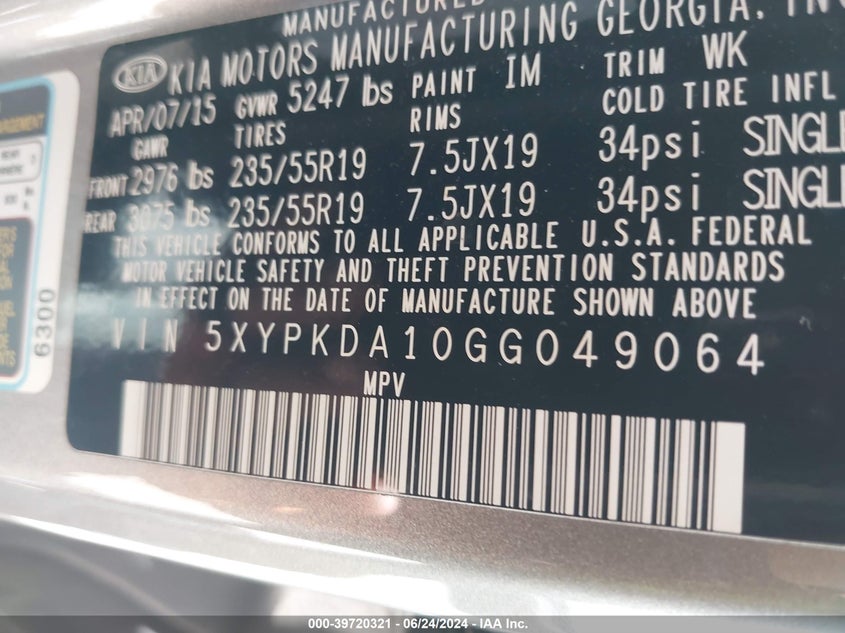 MANUFACTURED
KIA KIA MOTORS MANUFACTURING GEORGIA, INC
APR/07/15 GVWR 5247 lbs PAINT IM TRIM WK
GAWR TIRES RIMS COLD TIRE INFL
FRONT 2976 lbs 235/55R19 7.5JX19 34psi SINGLE
REAR 3075 lbs 235/55R19 7.5JX19 34psi SINGLE
THIS VEHICLE CONFORMS TO ALL APPLICABLE U.S.A. FEDERAL
MOTOR VEHICLE SAFETY AND THEFT PREVENTION STANDARDS
IN EFFECT ON THE DATE OF MANUFACTURE SHOWN ABOVE
VIN 5XYPKDA10GG049064
MPV
6300
000-39720321 | 06/24/2024 | IAA Inc.